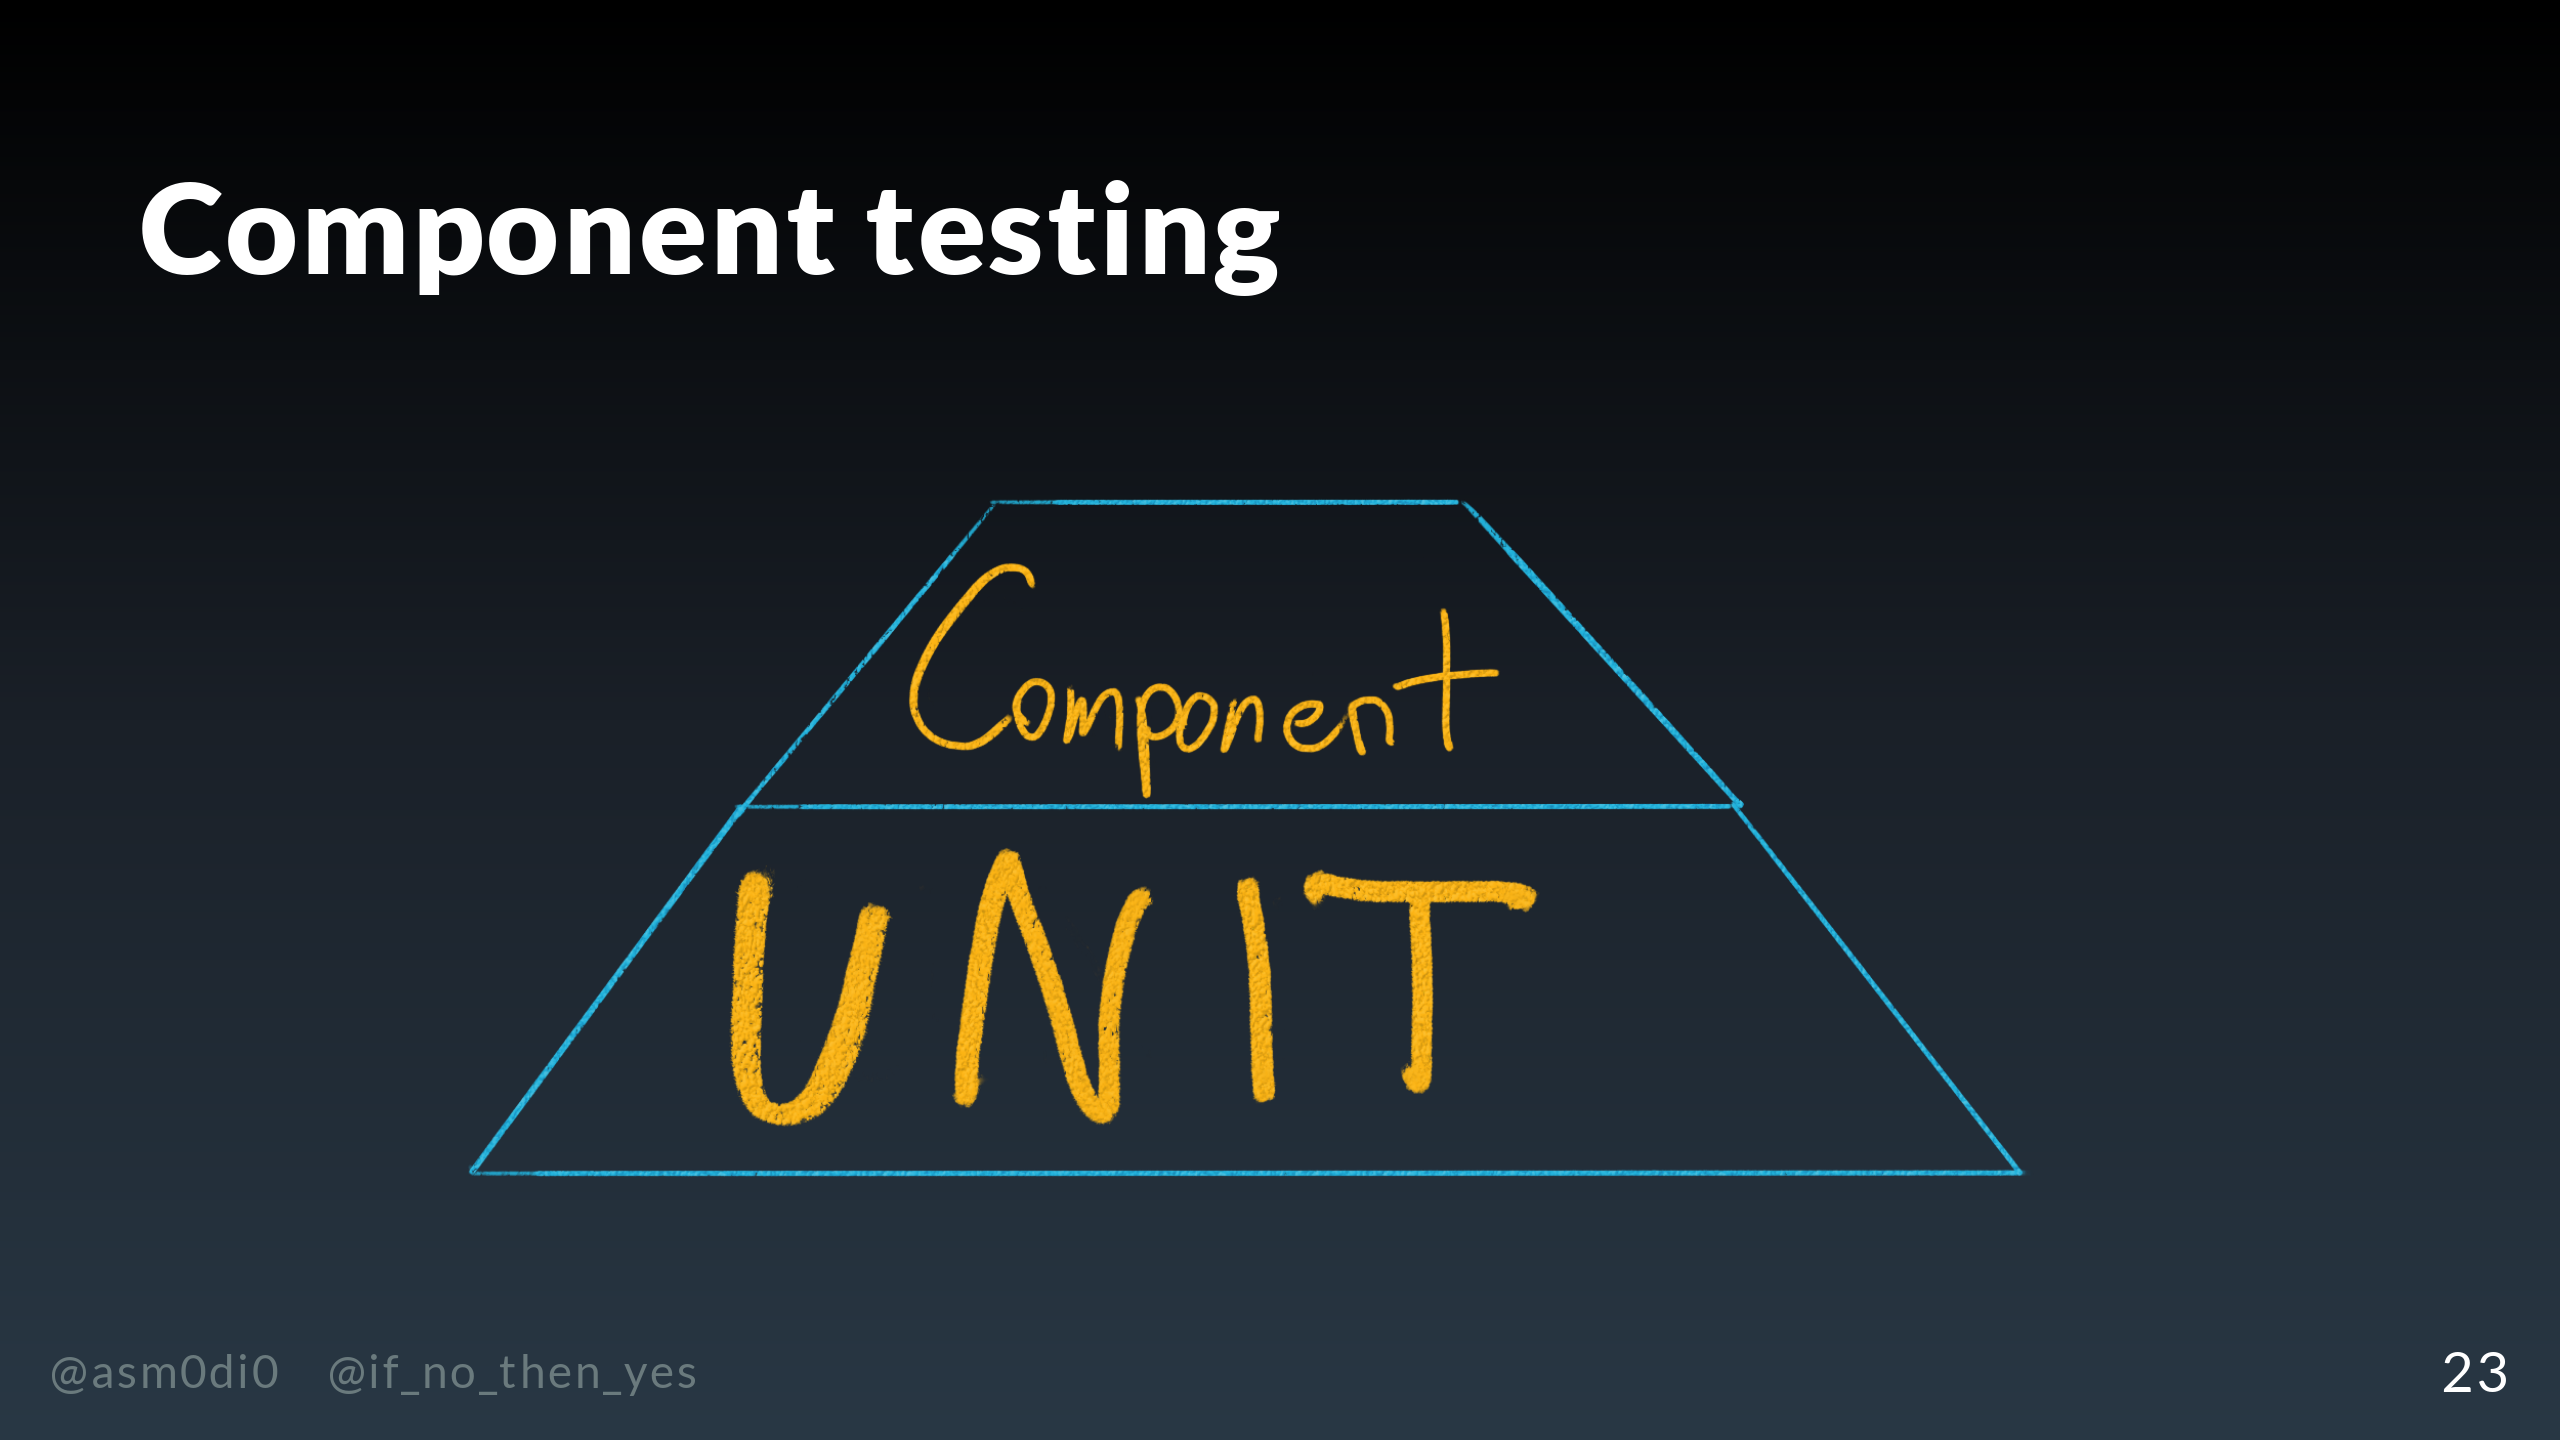 Component testing
Component
UNIT
@asm0di0 @if_no_then_yes
23